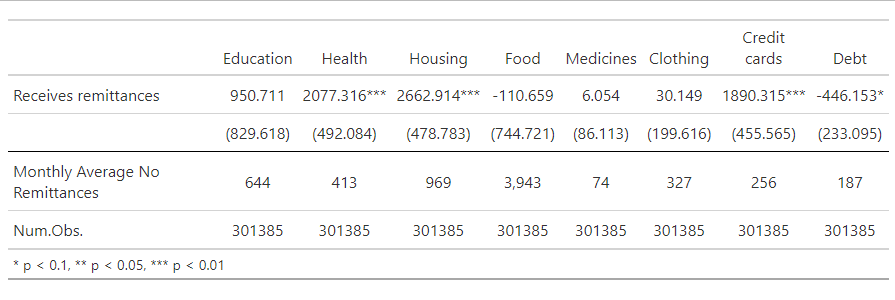 Education Health Housing Food Medicines Clothing Credit cards Debt
Receives remittances 950.711 2077.316*** 2662.914*** -110.659 6.054 30.149 1890.315*** -446.153*
(829.618) (492.084) (478.783) (744.721) (86.113) (199.616) (455.565) (233.095)
Monthly Average No Remittances 644 413 969 3,943 74 327 256 187
Num.Obs. 301385 301385 301385 301385 301385 301385 301385 301385
* p < 0.1, ** p < 0.05, *** p < 0.01